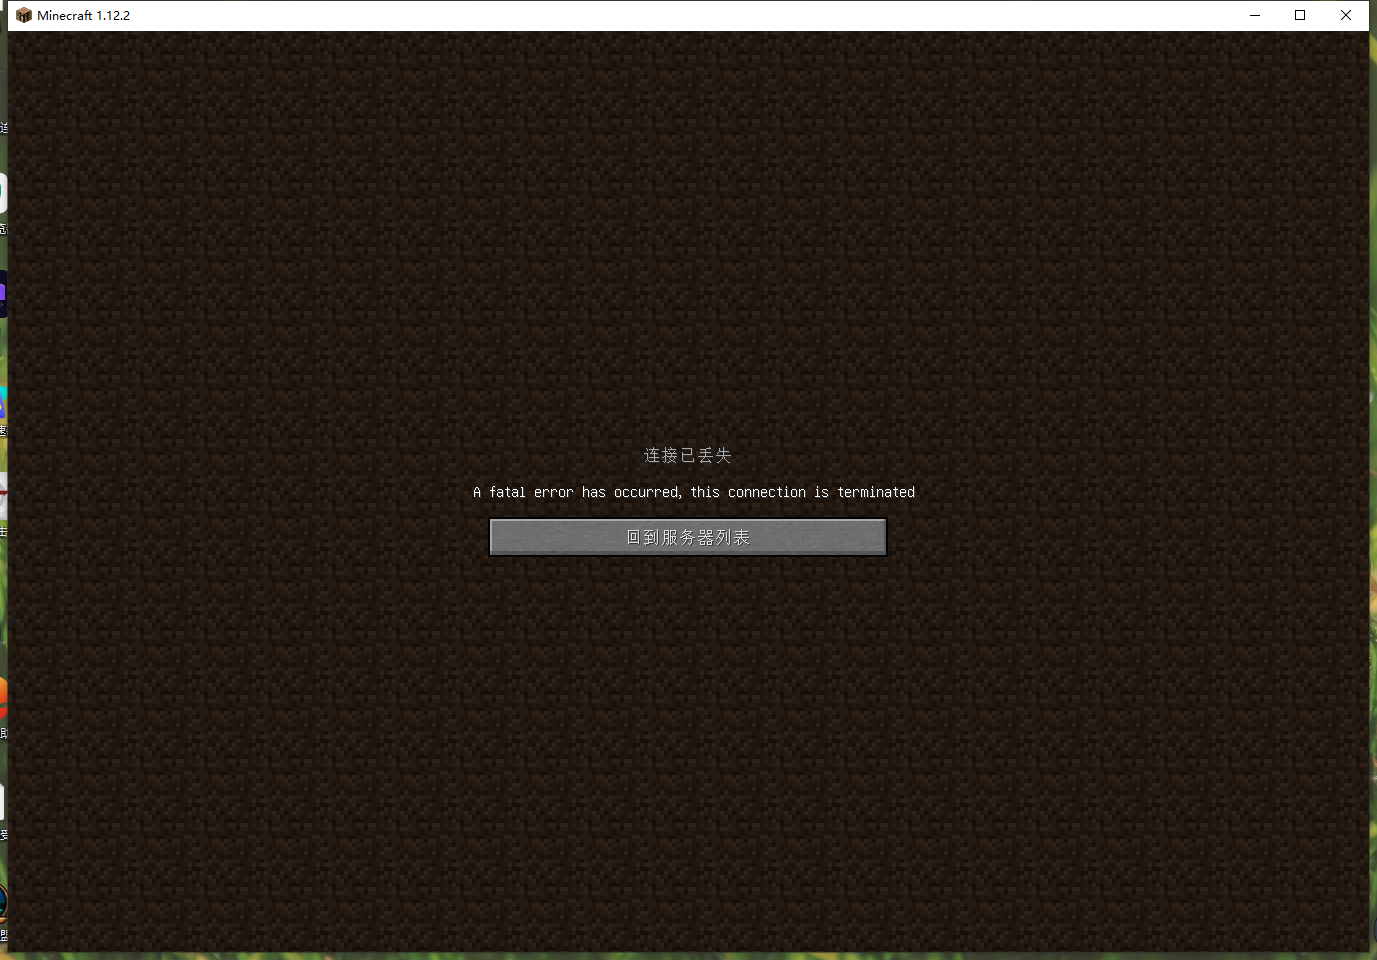 Minecraft 1.12.2
连接已丢失
A fatal error has occurred, this connection is terminated
回到服务器列表